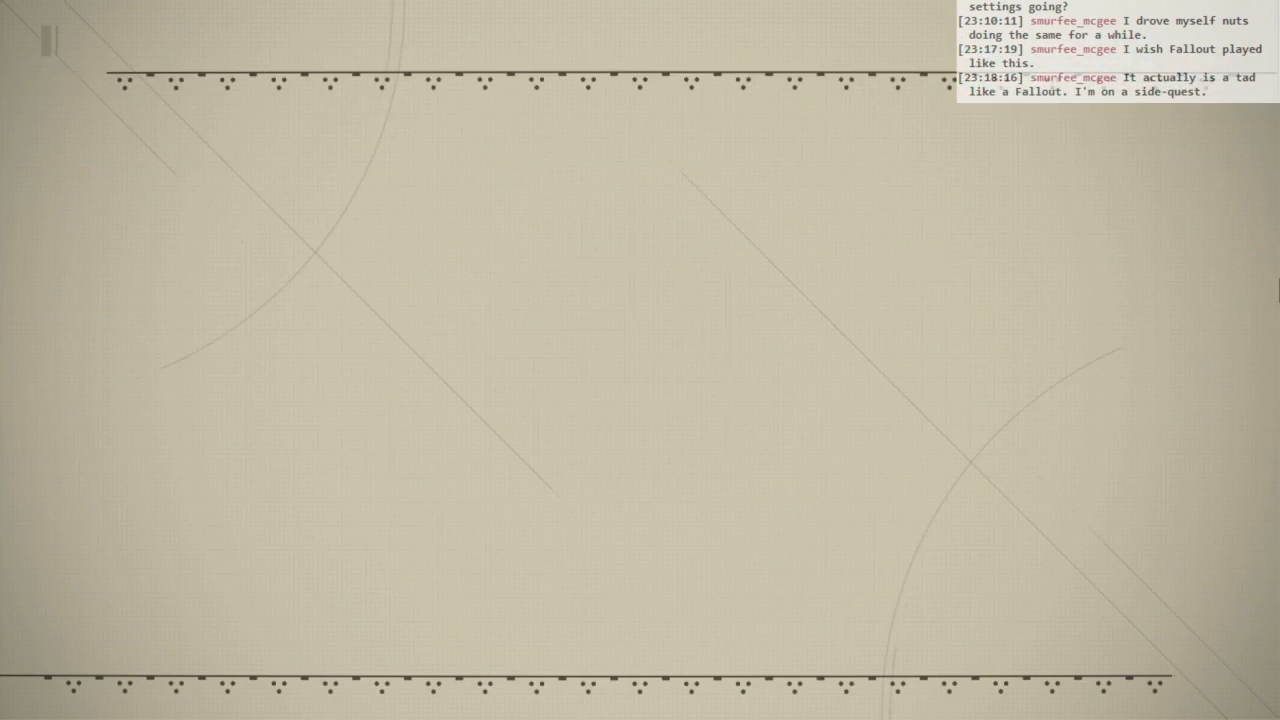 settings going?
[23:10:11] smurfee_mcgee I drove myself nuts
doing the same for a while.
[23:17:19] smurfee_mcgee I wish Fallout played
like this.
[23:18:16] smurfee_mcgee It actually is a tad
like a Fallout. I'm on a side-quest.